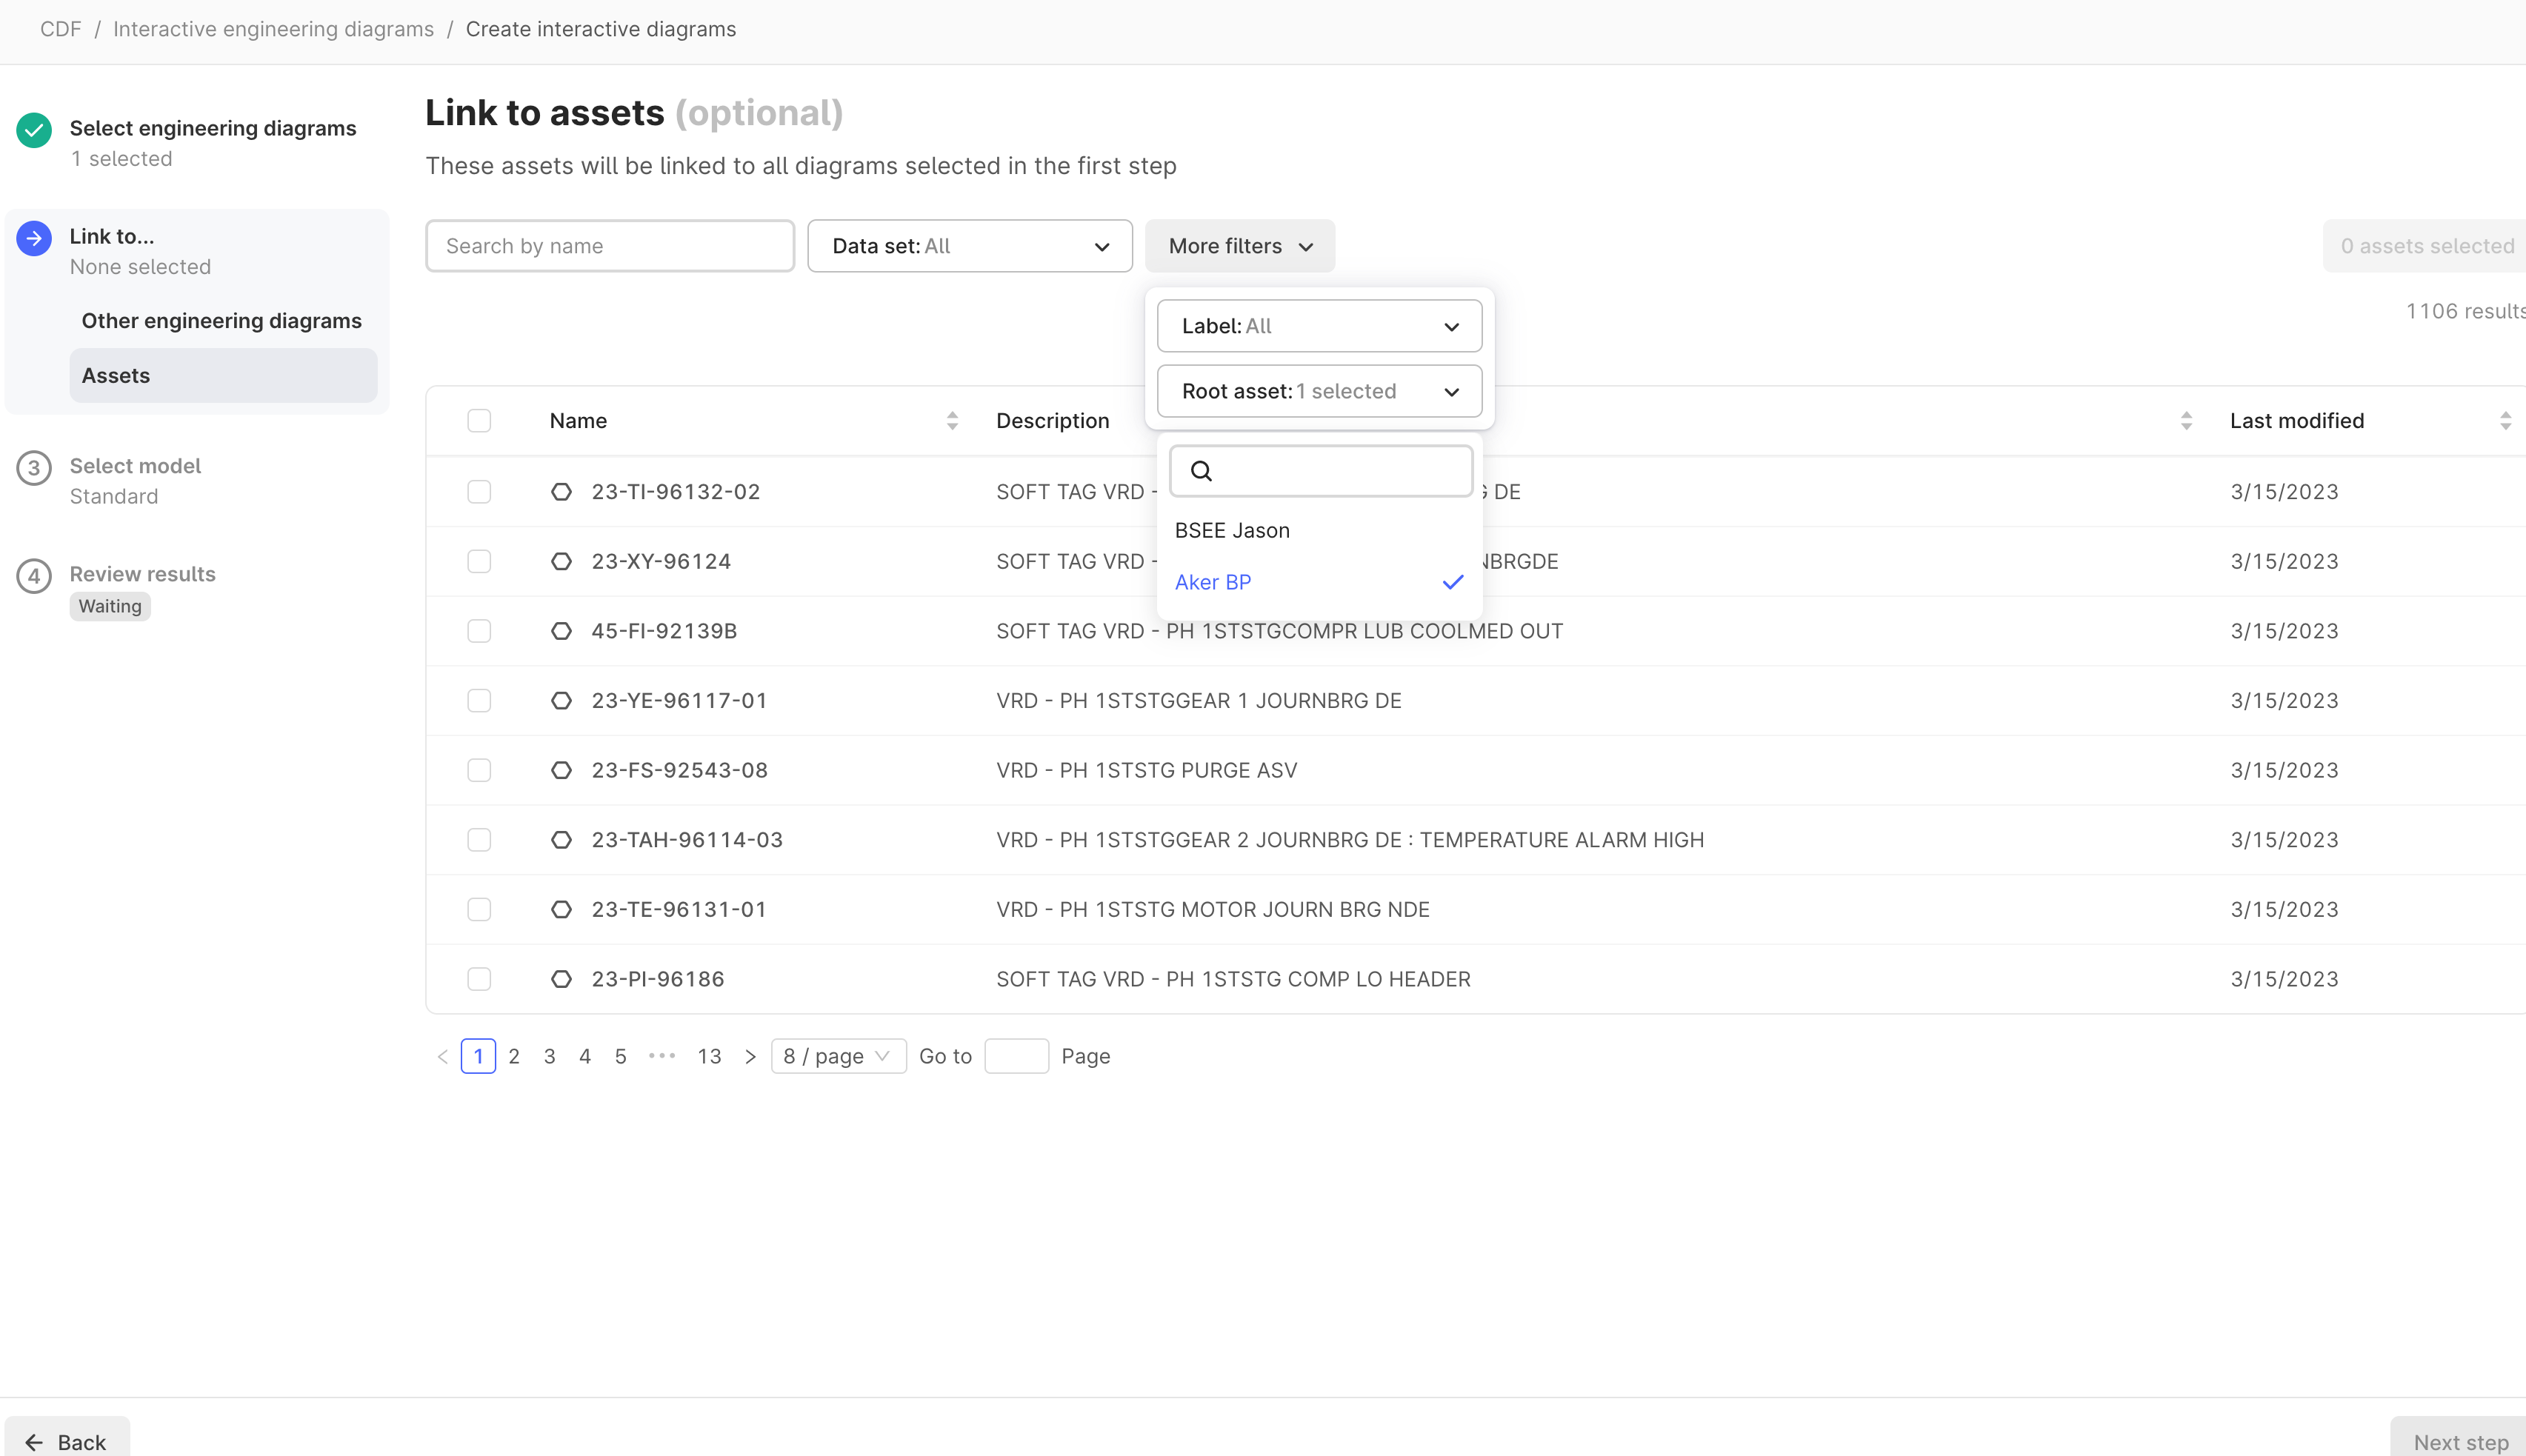 CDF / Interactive engineering diagrams / Create interactive diagrams
Select engineering diagrams
1 selected
Link to...
None selected
Other engineering diagrams
Assets
3 Select model
Standard
4 Review results
Waiting
Link to assets (optional)
These assets will be linked to all diagrams selected in the first step
Search by name Data set: All More filters 0 assets selected
1106 results
Label: All
Root asset: 1 selected
BSEE Jason
Aker BP
Name Description Last modified
23-TI-96132-02 SOFT TAG VRD - DE 3/15/2023
23-XY-96124 SOFT TAG VRD - NBRGDE 3/15/2023
45-FI-92139B SOFT TAG VRD - PH 1STSTGCOMPR LUB COOLMED OUT 3/15/2023
23-YE-96117-01 VRD - PH 1STSTGGEAR 1 JOURNBRG DE 3/15/2023
23-FS-92543-08 VRD - PH 1STSTG PURGE ASV 3/15/2023
23-TAH-96114-03 VRD - PH 1STSTGGEAR 2 JOURNBRG DE : TEMPERATURE ALARM HIGH 3/15/2023
23-TE-96131-01 VRD - PH 1STSTG MOTOR JOURN BRG NDE 3/15/2023
23-PI-96186 SOFT TAG VRD - PH 1STSTG COMP LO HEADER 3/15/2023
< 1 2 3 4 5 ••• 13 > 8 / page Go to Page
← Back Next step